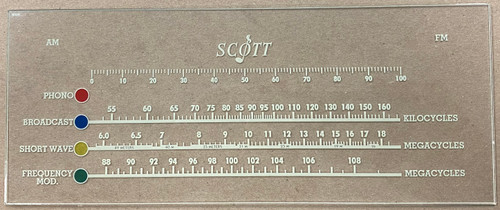 AM
FM
SCOTT
0 10 20 30 40 50 60 70 80 90 100
PHONO
55 60 65 70 75 80 85 90 95 100 110 120 130 140 150 160
BROADCAST KILOCYCLES
6.0 6.5 7 8 9 10 11 12 13 14 15 16 17 18
SHORT WAVE MEGACYCLES
88 90 92 94 96 98 100 102 104 106 108
FREQUENCY MOD. MEGACYCLES